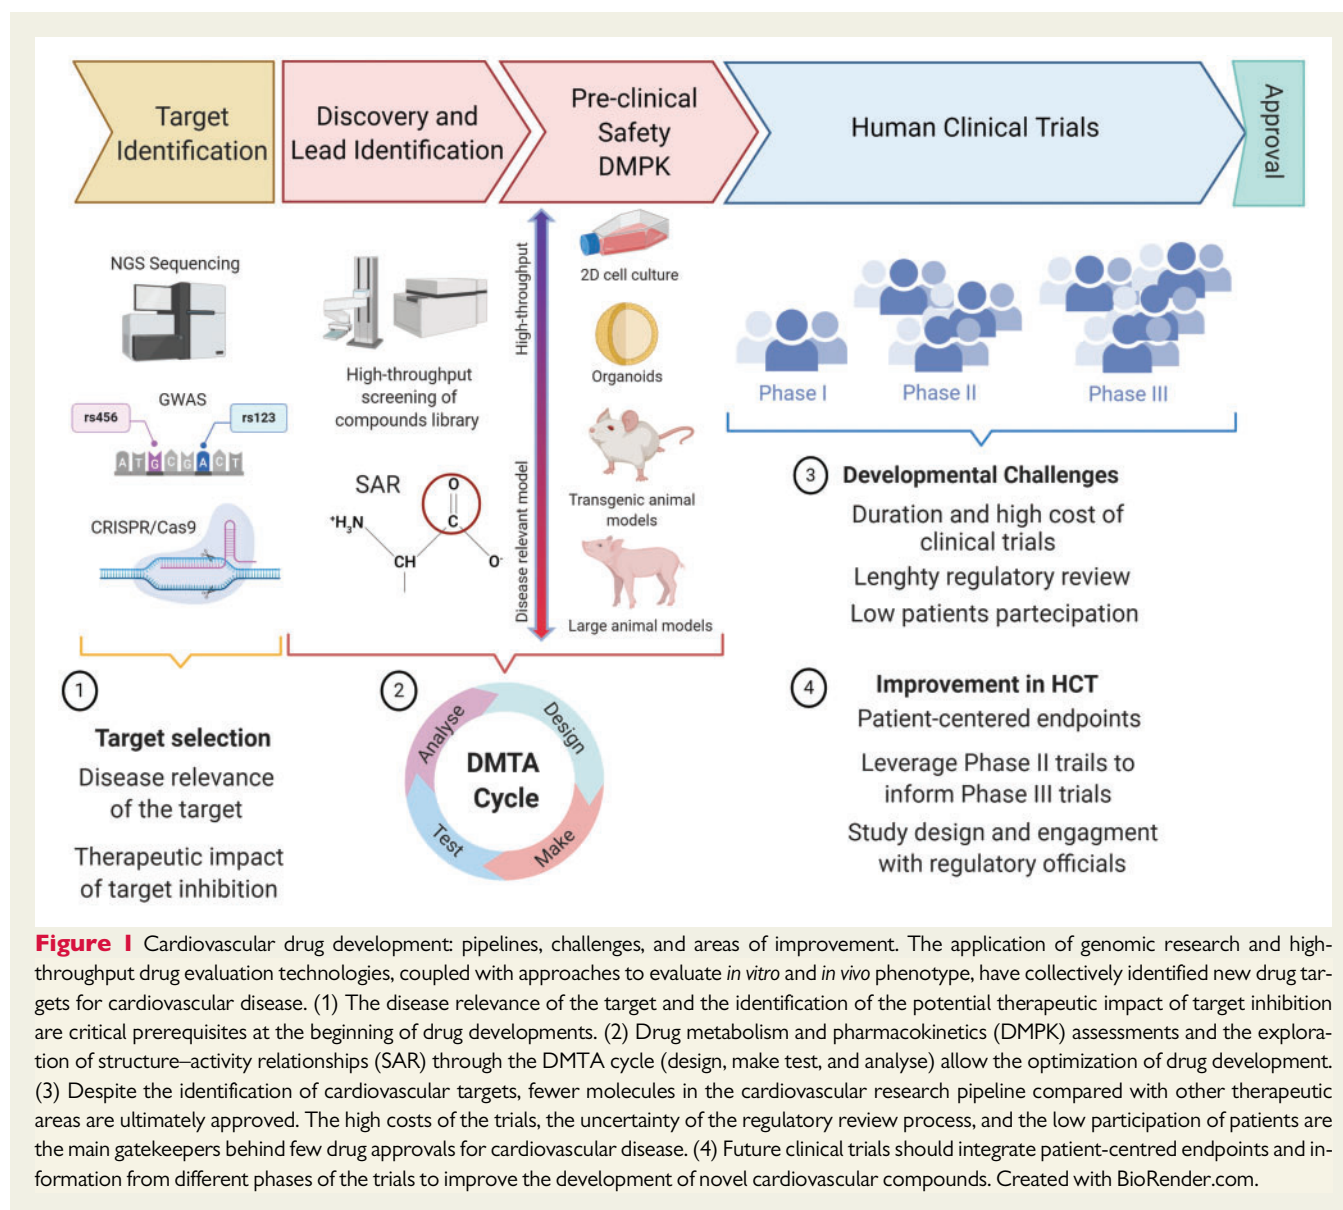 Target
Identification
Discovery and
Lead Identification
Pre-clinical
Safety
DMPK
Human Clinical Trials
Approval
NGS Sequencing
GWAS
rs456
rs123
A T G C G A C T
CRISPR/Cas9
High-throughput
screening of
compounds library
SAR
O
⁺H₃N
C
CH
O⁻
High-throughput
Disease relevant model
2D cell culture
Organoids
Transgenic animal
models
Large animal models
Phase I
Phase II
Phase III
1
Target selection
Disease relevance
of the target
Therapeutic impact
of target inhibition
2
DMTA
Cycle
Design
Make
Test
Analyse
3 Developmental Challenges
Duration and high cost of
clinical trials
Lenghty regulatory review
Low patients partecipation
4 Improvement in HCT
Patient-centered endpoints
Leverage Phase II trails to
inform Phase III trials
Study design and engagment
with regulatory officials
Figure 1 Cardiovascular drug development: pipelines, challenges, and areas of improvement. The application of genomic research and high-
throughput drug evaluation technologies, coupled with approaches to evaluate in vitro and in vivo phenotype, have collectively identified new drug tar-
gets for cardiovascular disease. (1) The disease relevance of the target and the identification of the potential therapeutic impact of target inhibition
are critical prerequisites at the beginning of drug developments. (2) Drug metabolism and pharmacokinetics (DMPK) assessments and the explora-
tion of structure–activity relationships (SAR) through the DMTA cycle (design, make test, and analyse) allow the optimization of drug development.
(3) Despite the identification of cardiovascular targets, fewer molecules in the cardiovascular research pipeline compared with other therapeutic
areas are ultimately approved. The high costs of the trials, the uncertainty of the regulatory review process, and the low participation of patients are
the main gatekeepers behind few drug approvals for cardiovascular disease. (4) Future clinical trials should integrate patient-centred endpoints and in-
formation from different phases of the trials to improve the development of novel cardiovascular compounds. Created with BioRender.com.